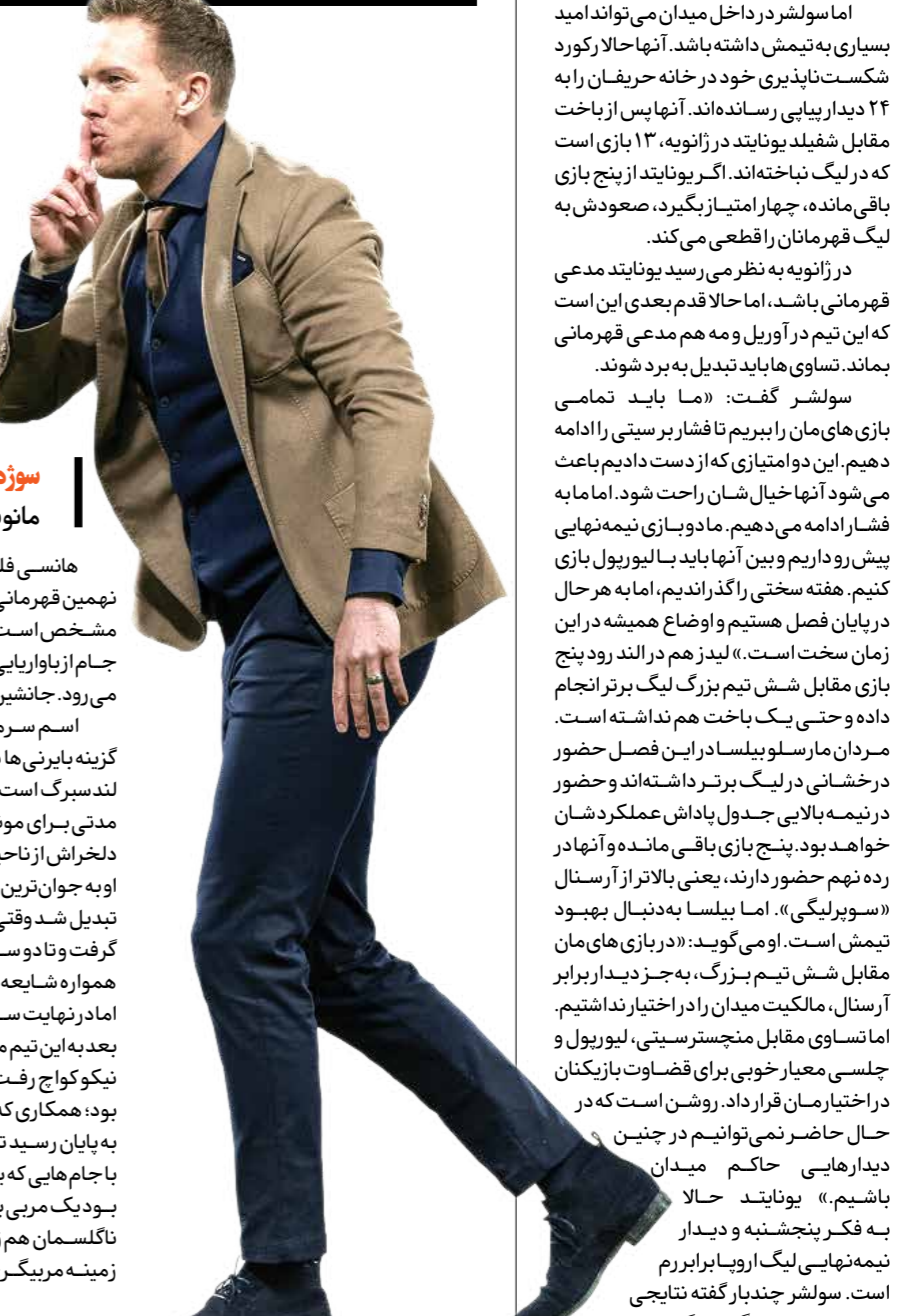 اما سولشر در داخل میدان می‌تواند امید
بسیاری به تیمش داشته باشد. آنها حالا رکورد
شکست‌ناپذیری خود در خانه حریفان را به
۲۴ دیدار پیاپی رسانده‌اند. آنها پس از باخت
مقابل شفیلد یونایتد در ژانویه، ۱۳ بازی است
که در لیگ نباخته‌اند. اگر یونایتد از پنج بازی
باقی‌مانده، چهار امتیاز بگیرد، صعودش به
لیگ قهرمانان را قطعی می‌کند.
در ژانویه به نظر می‌رسید یونایتد مدعی
قهرمانی باشد، اما حالا قدم بعدی این است
که این تیم در آوریل و مه هم مدعی قهرمانی
بماند. تساوی‌ها باید تبدیل به برد شوند.
سولشر گفت: «ما باید تمامی
بازی‌های‌مان را ببریم تا فشار بر سیتی را ادامه
دهیم. این دو امتیازی که از دست دادیم باعث
می‌شود آنها خیال‌شان راحت شود. اما ما به
فشار ادامه می‌دهیم. ما دو بازی نیمه‌نهایی
پیش رو داریم و بین آنها باید با لیورپول بازی
کنیم. هفته سختی را گذراندیم، اما به هر حال
در پایان فصل هستیم و اوضاع همیشه در این
زمان سخت است.» لیدز هم در الند رود پنج
بازی مقابل شش تیم بزرگ لیگ برتر انجام
داده و حتی یک باخت هم نداشته است.
مردان مارسلو بیلسا در این فصل حضور
درخشانی در لیگ برتر داشته‌اند و حضور
در نیمه بالایی جدول پاداش عملکردشان
خواهد بود. پنج بازی باقی مانده و آنها در
رده نهم حضور دارند، یعنی بالاتر از آرسنال
«سوپرلیگی». اما بیلسا به‌دنبال بهبود
تیمش است. او می‌گوید: «در بازی‌های‌مان
مقابل شش تیم بزرگ، به‌جز دیدار برابر
آرسنال، مالکیت میدان را در اختیار نداشتیم.
اما تساوی مقابل منچسترسیتی، لیورپول و
چلسی معیار خوبی برای قضاوت بازیکنان
در اختیارمان قرار داد. روشن است که در
حال حاضر نمی‌توانیم در چنین
دیدارهایی حاکم میدان
باشیم.» یونایتد حالا
به فکر پنجشنبه و دیدار
نیمه‌نهایی لیگ اروپا برابر رم
است. سولشر چندبار گفته نتایجی
هانسی
نهمین قهرمانی
مشخص است
جام از باواریایی
می‌رود. جانشین
اسم
گزینه بایرنی‌ها
لندسبرگ است
مدتی برای
دلخراش از
او به جوان‌ترین
تبدیل شد وقتی
گرفت و تا دو
همواره شایعه
اما در نهایت
بعد به این تیم
نیکو کواچ رفت
بود؛ همکاری که
به پایان رسید
با جام‌هایی که
بود یک مربی
ناگلسمان هم
زمینه